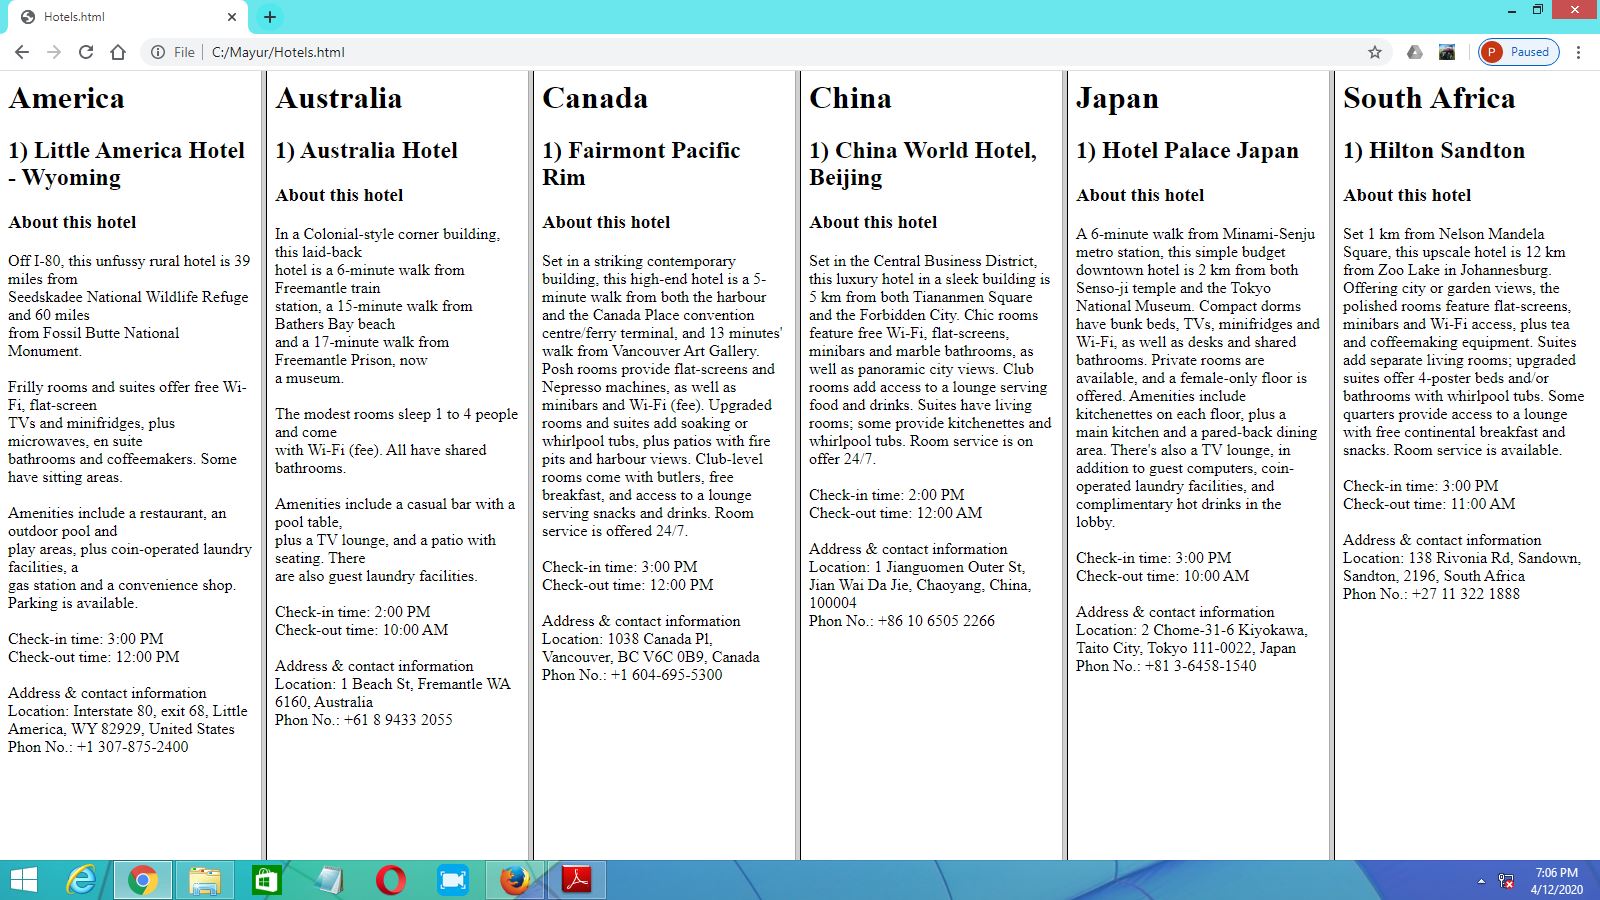 Hotels.html
File
C:/Mayur/Hotels.html
P Paused
America
1) Little America Hotel
- Wyoming
About this hotel
Off I-80, this unfussy rural hotel is 39
miles from
Seedskadee National Wildlife Refuge
and 60 miles
from Fossil Butte National
Monument.
Frilly rooms and suites offer free Wi-
Fi, flat-screen
TVs and minifridges, plus
microwaves, en suite
bathrooms and coffeemakers. Some
have sitting areas.
Amenities include a restaurant, an
outdoor pool and
play areas, plus coin-operated laundry
facilities, a
gas station and a convenience shop.
Parking is available.
Check-in time: 3:00 PM
Check-out time: 12:00 PM
Address & contact information
Location: Interstate 80, exit 68, Little
America, WY 82929, United States
Phon No.: +1 307-875-2400
Australia
1) Australia Hotel
About this hotel
In a Colonial-style corner building,
this laid-back
hotel is a 6-minute walk from
Freemantle train
station, a 15-minute walk from
Bathers Bay beach
and a 17-minute walk from
Freemantle Prison, now
a museum.
The modest rooms sleep 1 to 4 people
and come
with Wi-Fi (fee). All have shared
bathrooms.
Amenities include a casual bar with a
pool table,
plus a TV lounge, and a patio with
seating. There
are also guest laundry facilities.
Check-in time: 2:00 PM
Check-out time: 10:00 AM
Address & contact information
Location: 1 Beach St, Fremantle WA
6160, Australia
Phon No.: +61 8 9433 2055
Canada
1) Fairmont Pacific
Rim
About this hotel
Set in a striking contemporary
building, this high-end hotel is a 5-
minute walk from both the harbour
and the Canada Place convention
centre/ferry terminal, and 13 minutes'
walk from Vancouver Art Gallery.
Posh rooms provide flat-screens and
Nepresso machines, as well as
minibars and Wi-Fi (fee). Upgraded
rooms and suites add soaking or
whirlpool tubs, plus patios with fire
pits and harbour views. Club-level
rooms come with butlers, free
breakfast, and access to a lounge
serving snacks and drinks. Room
service is offered 24/7.
Check-in time: 3:00 PM
Check-out time: 12:00 PM
Address & contact information
Location: 1038 Canada Pl,
Vancouver, BC V6C 0B9, Canada
Phon No.: +1 604-695-5300
China
1) China World Hotel,
Beijing
About this hotel
Set in the Central Business District,
this luxury hotel in a sleek building is
5 km from both Tiananmen Square
and the Forbidden City. Chic rooms
feature free Wi-Fi, flat-screens,
minibars and marble bathrooms, as
well as panoramic city views. Club
rooms add access to a lounge serving
food and drinks. Suites have living
rooms; some provide kitchenettes and
whirlpool tubs. Room service is on
offer 24/7.
Check-in time: 2:00 PM
Check-out time: 12:00 AM
Address & contact information
Location: 1 Jianguomen Outer St,
Jian Wai Da Jie, Chaoyang, China,
100004
Phon No.: +86 10 6505 2266
Japan
1) Hotel Palace Japan
About this hotel
A 6-minute walk from Minami-Senju
metro station, this simple budget
downtown hotel is 2 km from both
Senso-ji temple and the Tokyo
National Museum. Compact dorms
have bunk beds, TVs, minifridges and
Wi-Fi, as well as desks and shared
bathrooms. Private rooms are
available, and a female-only floor is
offered. Amenities include
kitchenettes on each floor, plus a
main kitchen and a pared-back dining
area. There's also a TV lounge, in
addition to guest computers, coin-
operated laundry facilities, and
complimentary hot drinks in the
lobby.
Check-in time: 3:00 PM
Check-out time: 10:00 AM
Address & contact information
Location: 2 Chome-31-6 Kiyokawa,
Taito City, Tokyo 111-0022, Japan
Phon No.: +81 3-6458-1540
South Africa
1) Hilton Sandton
About this hotel
Set 1 km from Nelson Mandela
Square, this upscale hotel is 12 km
from Zoo Lake in Johannesburg.
Offering city or garden views, the
polished rooms feature flat-screens,
minibars and Wi-Fi access, plus tea
and coffeemaking equipment. Suites
add separate living rooms; upgraded
suites offer 4-poster beds and/or
bathrooms with whirlpool tubs. Some
quarters provide access to a lounge
with free continental breakfast and
snacks. Room service is available.
Check-in time: 3:00 PM
Check-out time: 11:00 AM
Address & contact information
Location: 138 Rivonia Rd, Sandown,
Sandton, 2196, South Africa
Phon No.: +27 11 322 1888
7:06 PM
4/12/2020